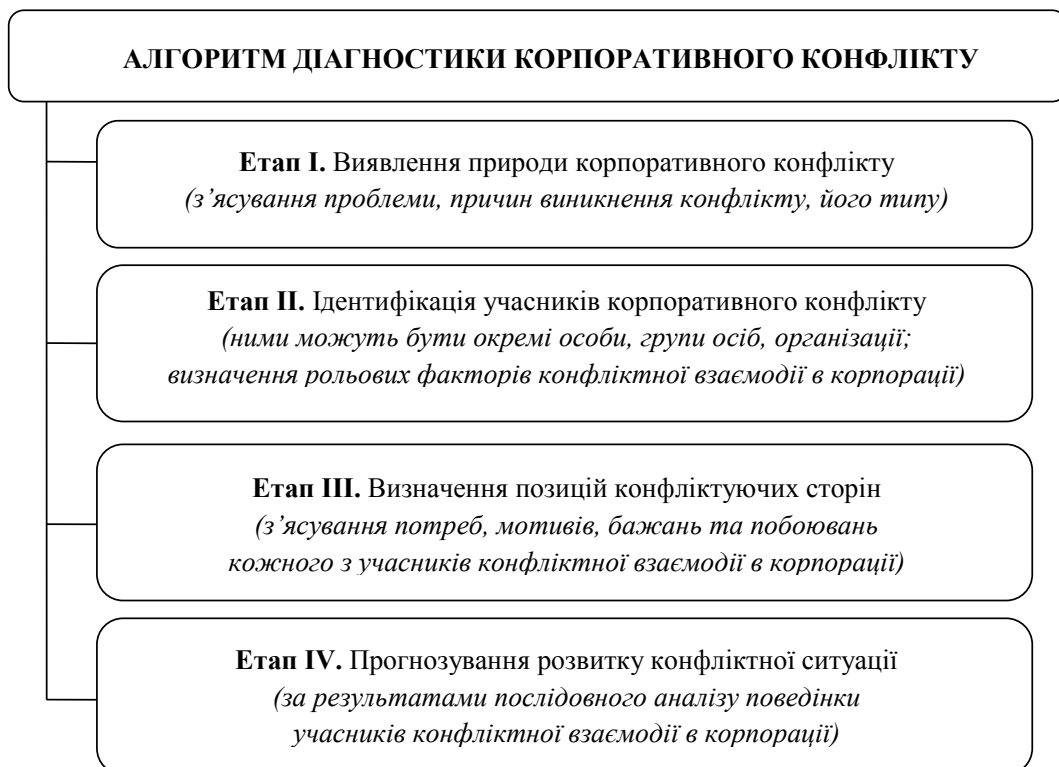 АЛГОРИТМ ДІАГНОСТИКИ КОРПОРАТИВНОГО КОНФЛІКТУ
Етап І. Виявлення природи корпоративного конфлікту
(з’ясування проблеми, причин виникнення конфлікту, його типу)
Етап ІІ. Ідентифікація учасників корпоративного конфлікту
(ними можуть бути окремі особи, групи осіб, організації;
визначення рольових факторів конфліктної взаємодії в корпорації)
Етап ІІІ. Визначення позицій конфліктуючих сторін
(з’ясування потреб, мотивів, бажань та побоювань
кожного з учасників конфліктної взаємодії в корпорації)
Етап IV. Прогнозування розвитку конфліктної ситуації
(за результатами послідовного аналізу поведінки
учасників конфліктної взаємодії в корпорації)